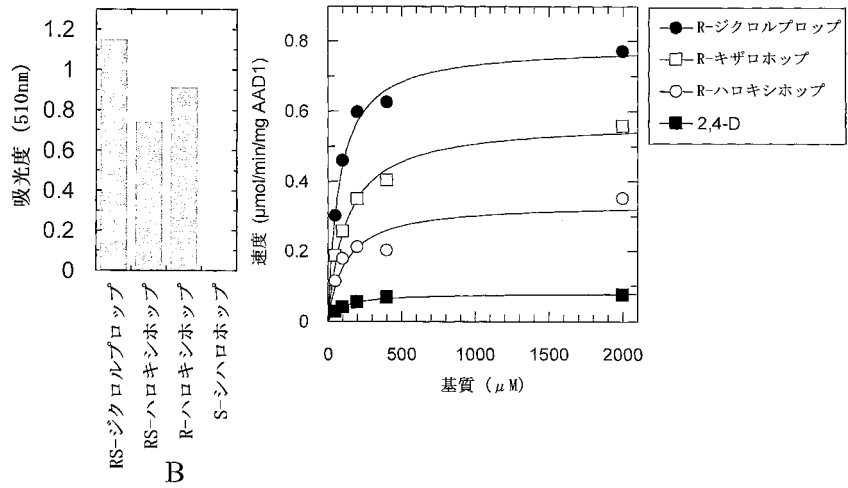 吸光度 (510nm)
1.2
1
0.8
0.6
0.4
0.2
0
RS-ジクロルプロップ
RS-ハロキシホップ
R-ハロキシホップ
S-シハロホップ
B
速度 (μmol/min/mg AAD1)
0.8
0.6
0.4
0.2
0
0
500
1000
1500
2000
基質 (μM)
R-ジクロルプロップ
R-キザロホップ
R-ハロキシホップ
2,4-D